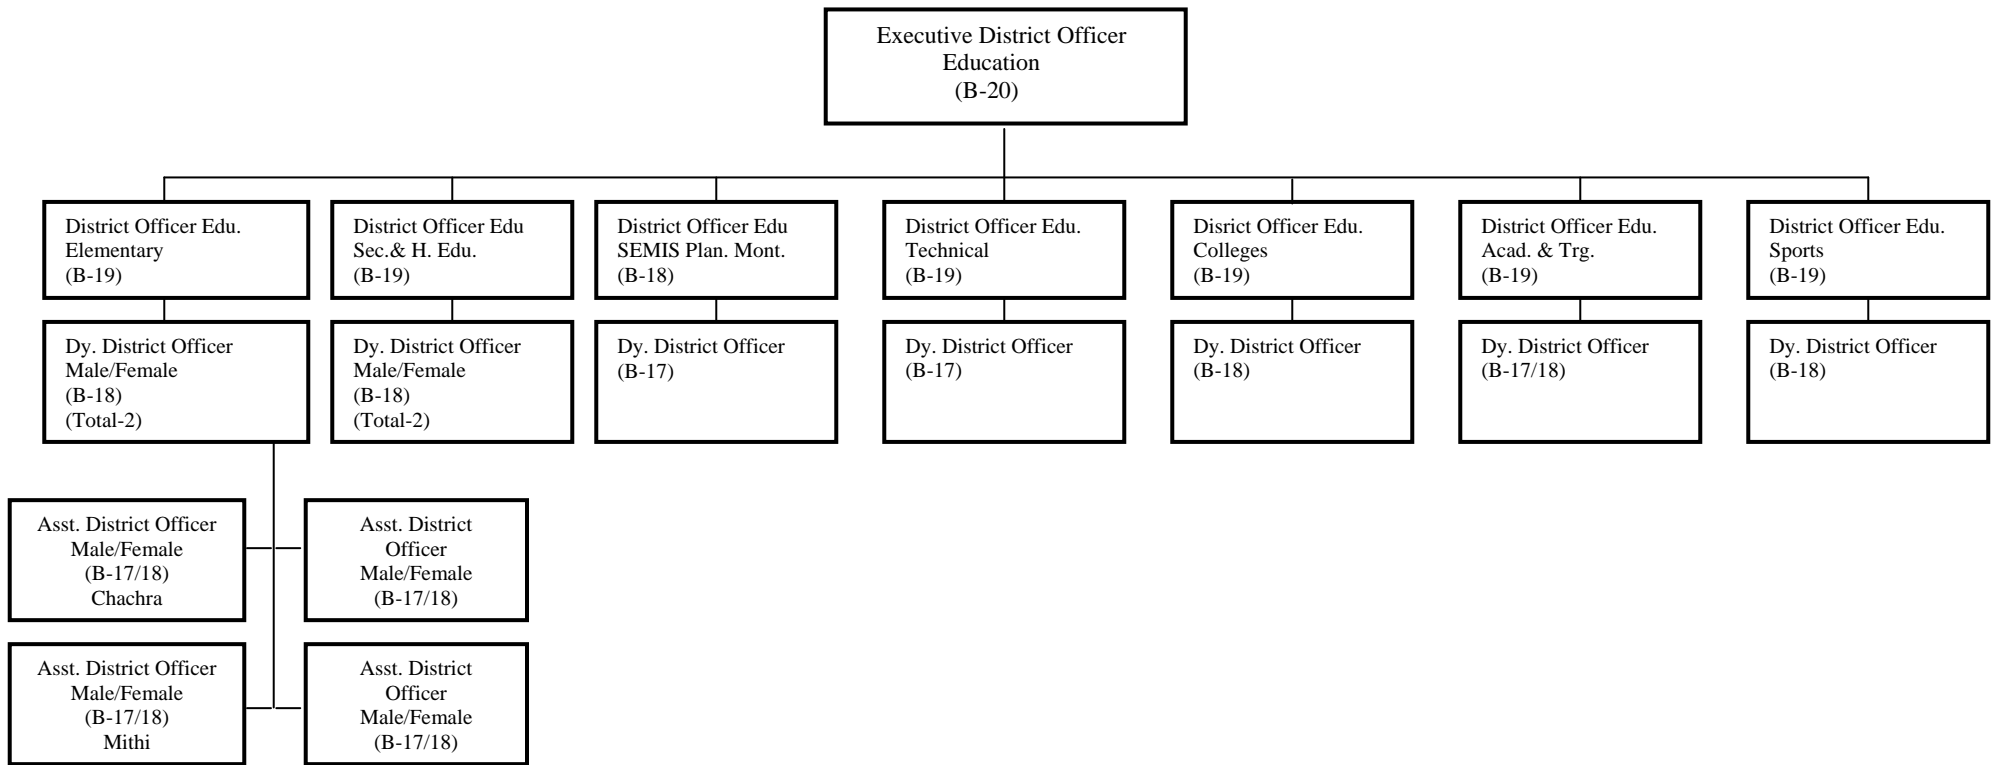 Executive District Officer
Education
(B-20)
District Officer Edu.
Elementary
(B-19)
District Officer Edu
Sec.& H. Edu.
(B-19)
District Officer Edu
SEMIS Plan. Mont.
(B-18)
District Officer Edu.
Technical
(B-19)
Disrict Officer Edu.
Colleges
(B-19)
District Officer Edu.
Acad. & Trg.
(B-19)
District Officer Edu.
Sports
(B-19)
Dy. District Officer
Male/Female
(B-18)
(Total-2)
Dy. District Officer
Male/Female
(B-18)
(Total-2)
Dy. District Officer
(B-17)
Dy. District Officer
(B-17)
Dy. District Officer
(B-18)
Dy. District Officer
(B-17/18)
Dy. District Officer
(B-18)
Asst. District Officer
Male/Female
(B-17/18)
Chachra
Asst. District
Officer
Male/Female
(B-17/18)
Asst. District Officer
Male/Female
(B-17/18)
Mithi
Asst. District
Officer
Male/Female
(B-17/18)